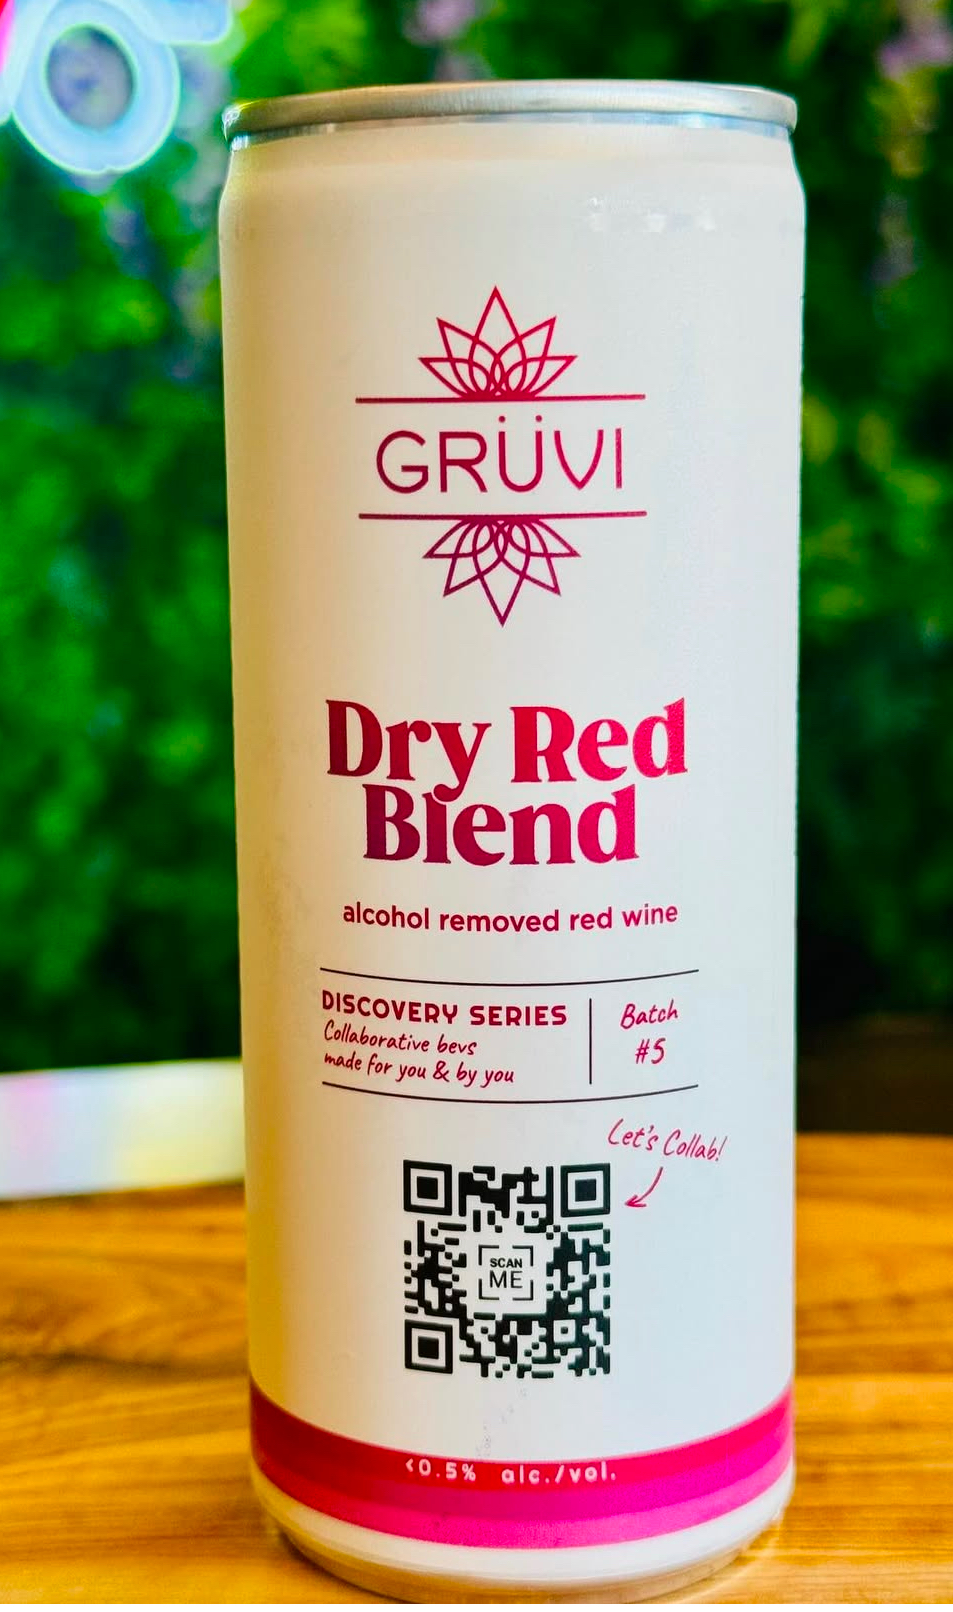 GRÜVI
Dry Red
Blend
alcohol removed red wine
DISCOVERY SERIES
Collaborative bevs
made for you & by you
Batch
#5
Let's Collab!
SCAN
ME
<0.5% alc./vol.